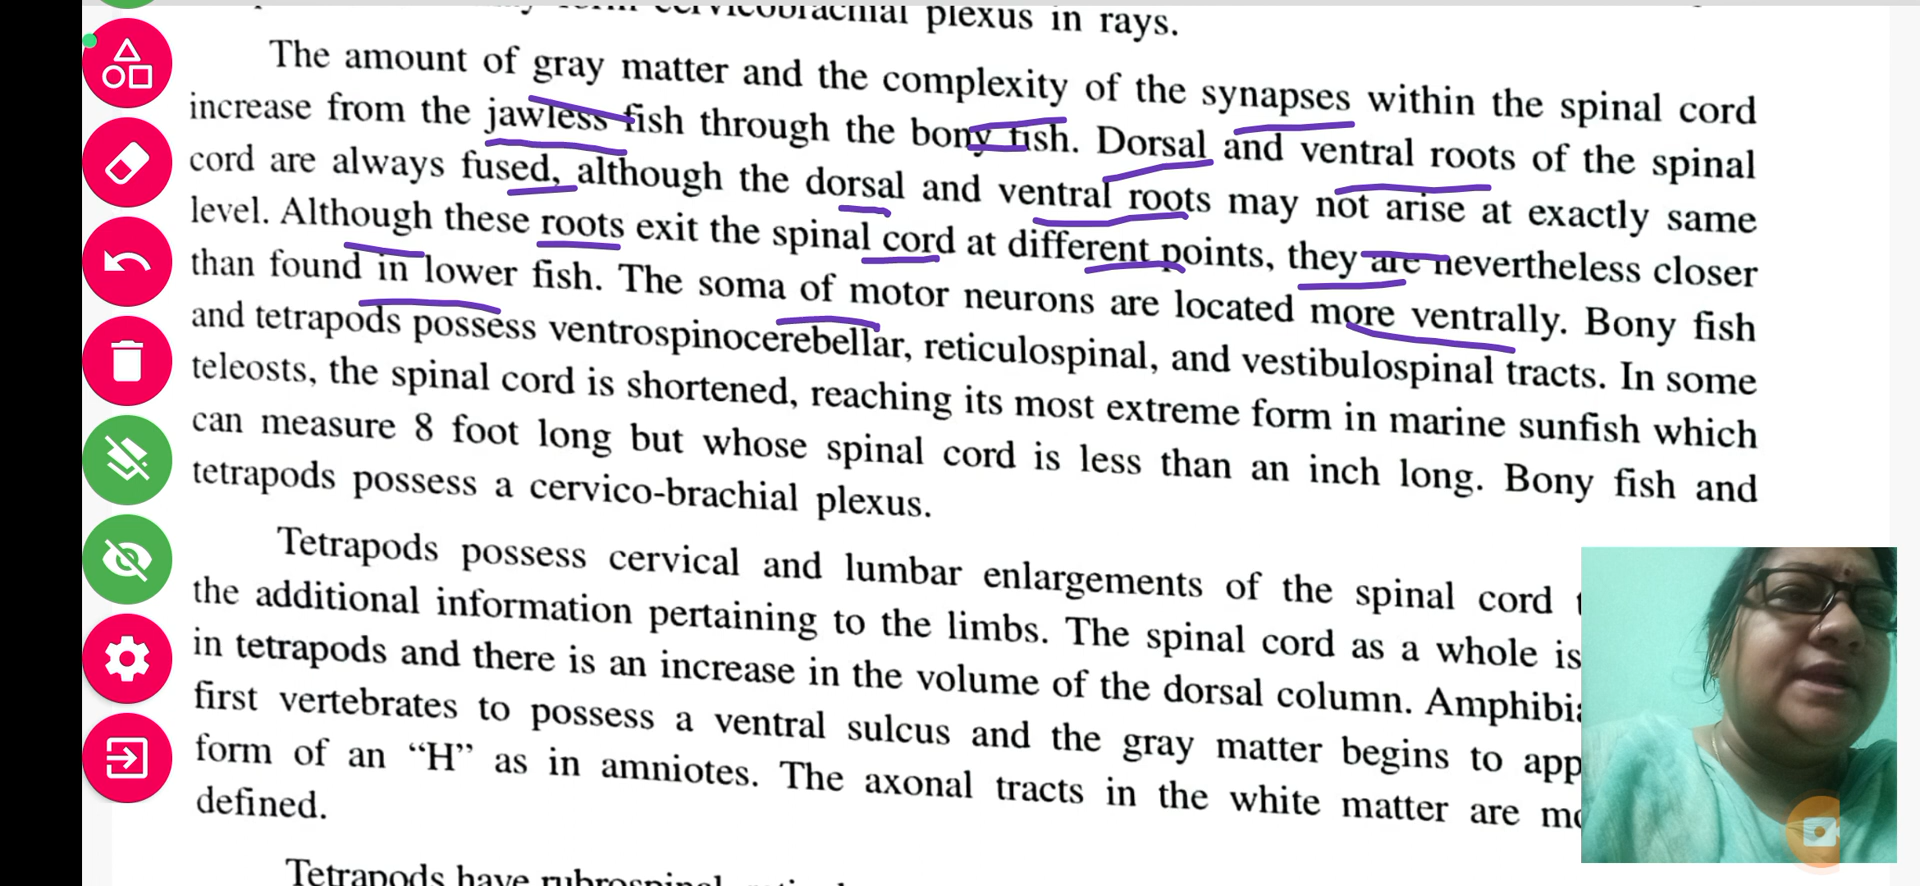 cervicobrachial plexus in rays.
The amount of gray matter and the complexity of the synapses within the spinal cord
increase from the jawless fish through the bony fish. Dorsal and ventral roots of the spinal
cord are always fused, although the dorsal and ventral roots may not arise at exactly same
level. Although these roots exit the spinal cord at different points, they are nevertheless closer
than found in lower fish. The soma of motor neurons are located more ventrally. Bony fish
and tetrapods possess ventrospinocerebellar, reticulospinal, and vestibulospinal tracts. In some
teleosts, the spinal cord is shortened, reaching its most extreme form in marine sunfish which
can measure 8 foot long but whose spinal cord is less than an inch long. Bony fish and
tetrapods possess a cervico-brachial plexus.
Tetrapods possess cervical and lumbar enlargements of the spinal cord
the additional information pertaining to the limbs. The spinal cord as a whole is
in tetrapods and there is an increase in the volume of the dorsal column.
first vertebrates to possess a ventral sulcus and the gray matter begins to
form of an “H” as in amniotes. The axonal tracts in the white matter are
defined.
Tetrapods have rubrospinal